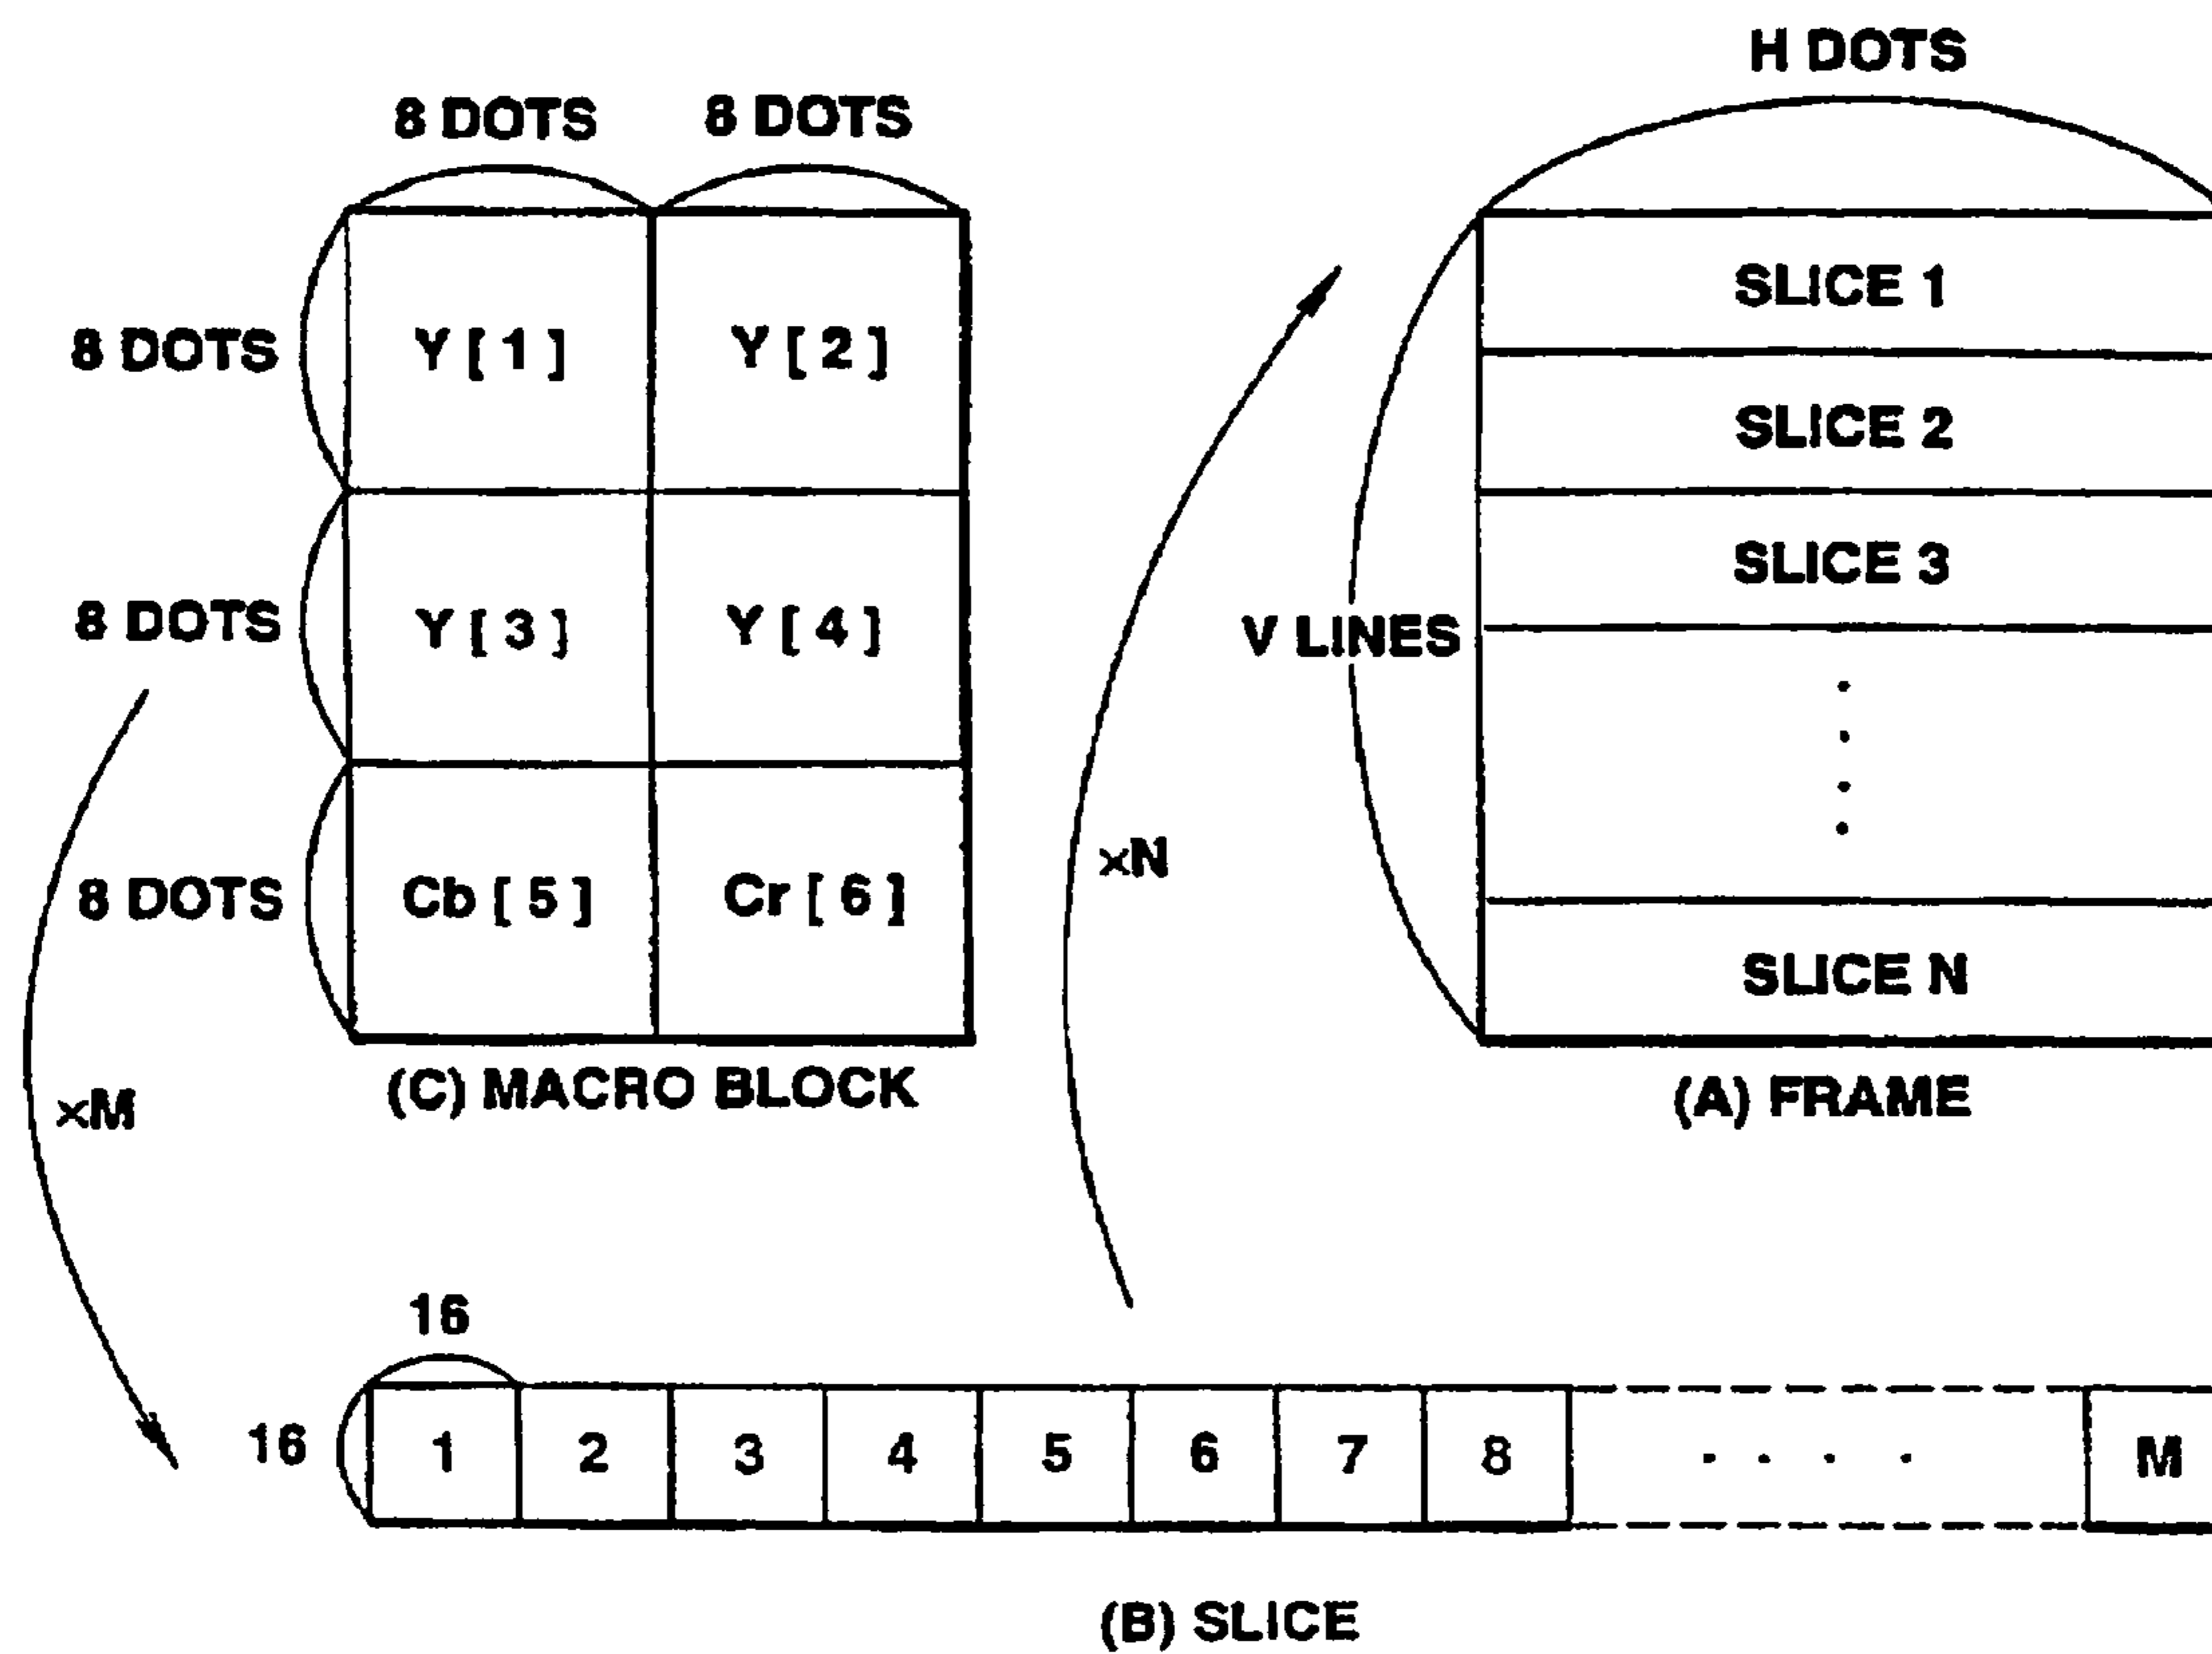 8 DOTS 8 DOTS
8 DOTS
Y [ 1 ] Y [ 2 ]
8 DOTS
Y [ 3 ] Y [ 4 ]
8 DOTS
Cb [ 5 ] Cr [ 6 ]
(C) MACRO BLOCK
×M
×N
H DOTS
V LINES
SLICE 1
SLICE 2
SLICE 3
SLICE N
(A) FRAME
16
16
1 2 3 4 5 6 7 8 . . . . M
(B) SLICE